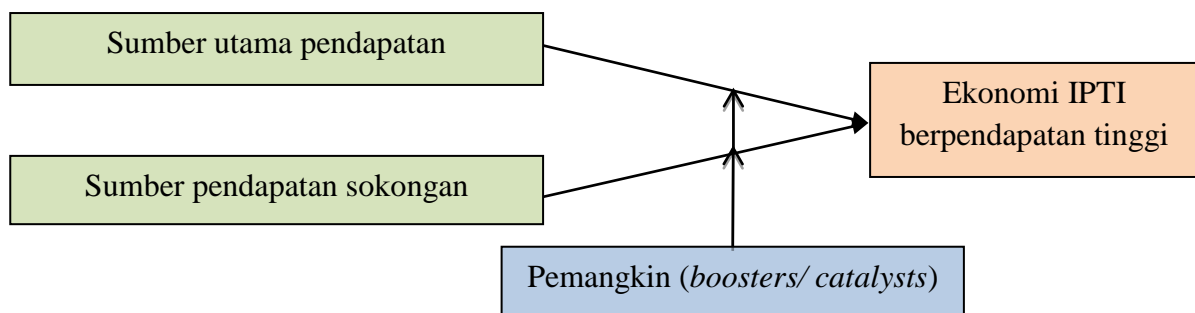 Sumber utama pendapatan
Ekonomi IPTI
berpendapatan tinggi
Sumber pendapatan sokongan
Pemangkin (boosters/ catalysts)